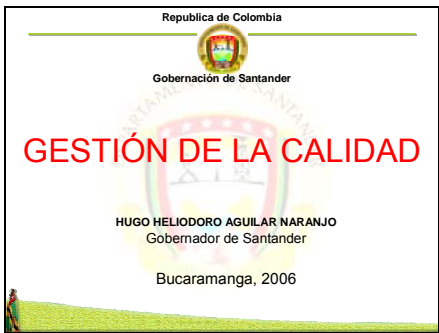 Republica de Colombia
Gobernación de Santander
GESTIÓN DE LA CALIDAD
HUGO HELIODORO AGUILAR NARANJO
Gobernador de Santander
Bucaramanga, 2006